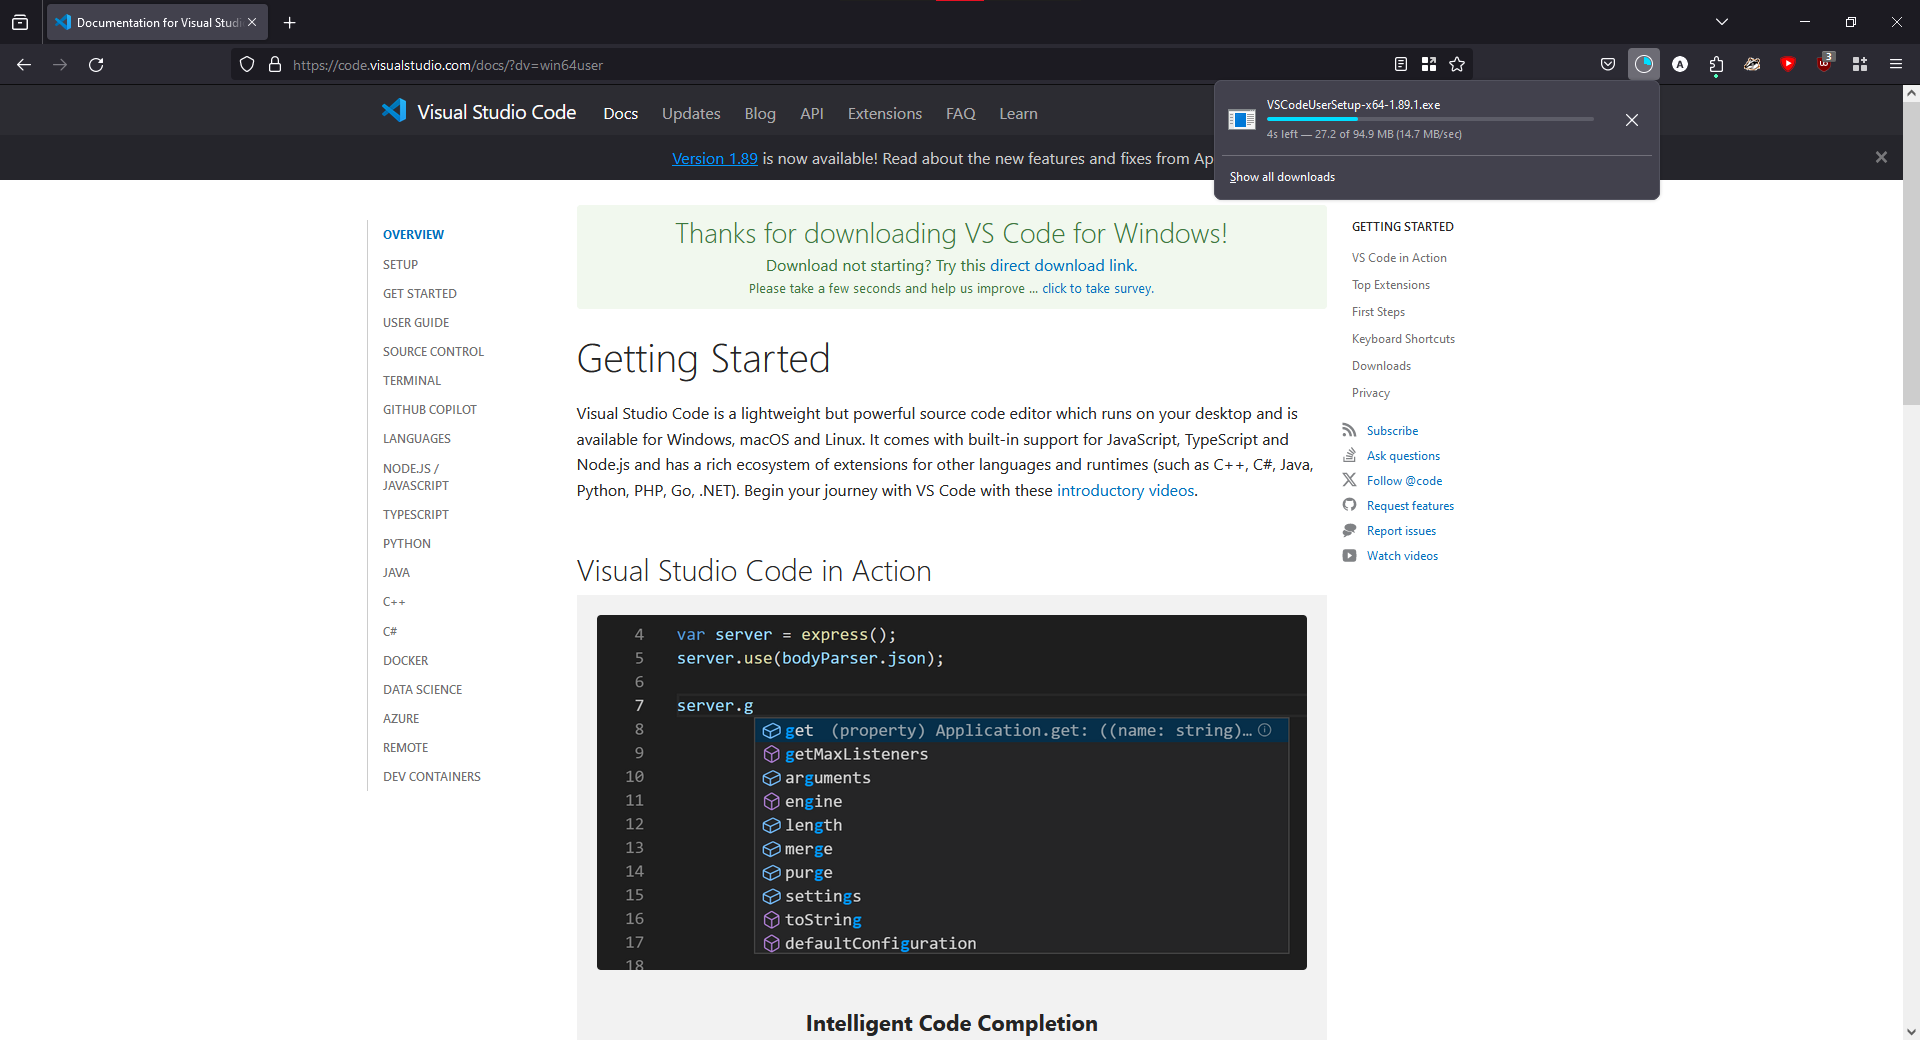 Documentation for Visual Studi
https://code.visualstudio.com/docs/?dv=win64user
3
Visual Studio Code
Docs
Updates
Blog
API
Extensions
FAQ
Learn
VSCodeUserSetup-x64-1.89.1.exe
4s left — 27.2 of 94.9 MB (14.7 MB/sec)
Show all downloads
Version 1.89 is now available! Read about the new features and fixes from Ap
OVERVIEW
SETUP
GET STARTED
USER GUIDE
SOURCE CONTROL
TERMINAL
GITHUB COPILOT
LANGUAGES
NODE.JS /
JAVASCRIPT
TYPESCRIPT
PYTHON
JAVA
C++
C#
DOCKER
DATA SCIENCE
AZURE
REMOTE
DEV CONTAINERS
Thanks for downloading VS Code for Windows!
Download not starting? Try this direct download link.
Please take a few seconds and help us improve ... click to take survey.
Getting Started
Visual Studio Code is a lightweight but powerful source code editor which runs on your desktop and is
available for Windows, macOS and Linux. It comes with built-in support for JavaScript, TypeScript and
Node.js and has a rich ecosystem of extensions for other languages and runtimes (such as C++, C#, Java,
Python, PHP, Go, .NET). Begin your journey with VS Code with these introductory videos.
Visual Studio Code in Action
4 var server = express();
5 server.use(bodyParser.json);
6
7 server.g
8 get (property) Application.get: ((name: string)...
9 getMaxListeners
10 arguments
11 engine
12 length
13 merge
14 purge
15 settings
16 toString
17 defaultConfiguration
18
Intelligent Code Completion
GETTING STARTED
VS Code in Action
Top Extensions
First Steps
Keyboard Shortcuts
Downloads
Privacy
Subscribe
Ask questions
Follow @code
Request features
Report issues
Watch videos